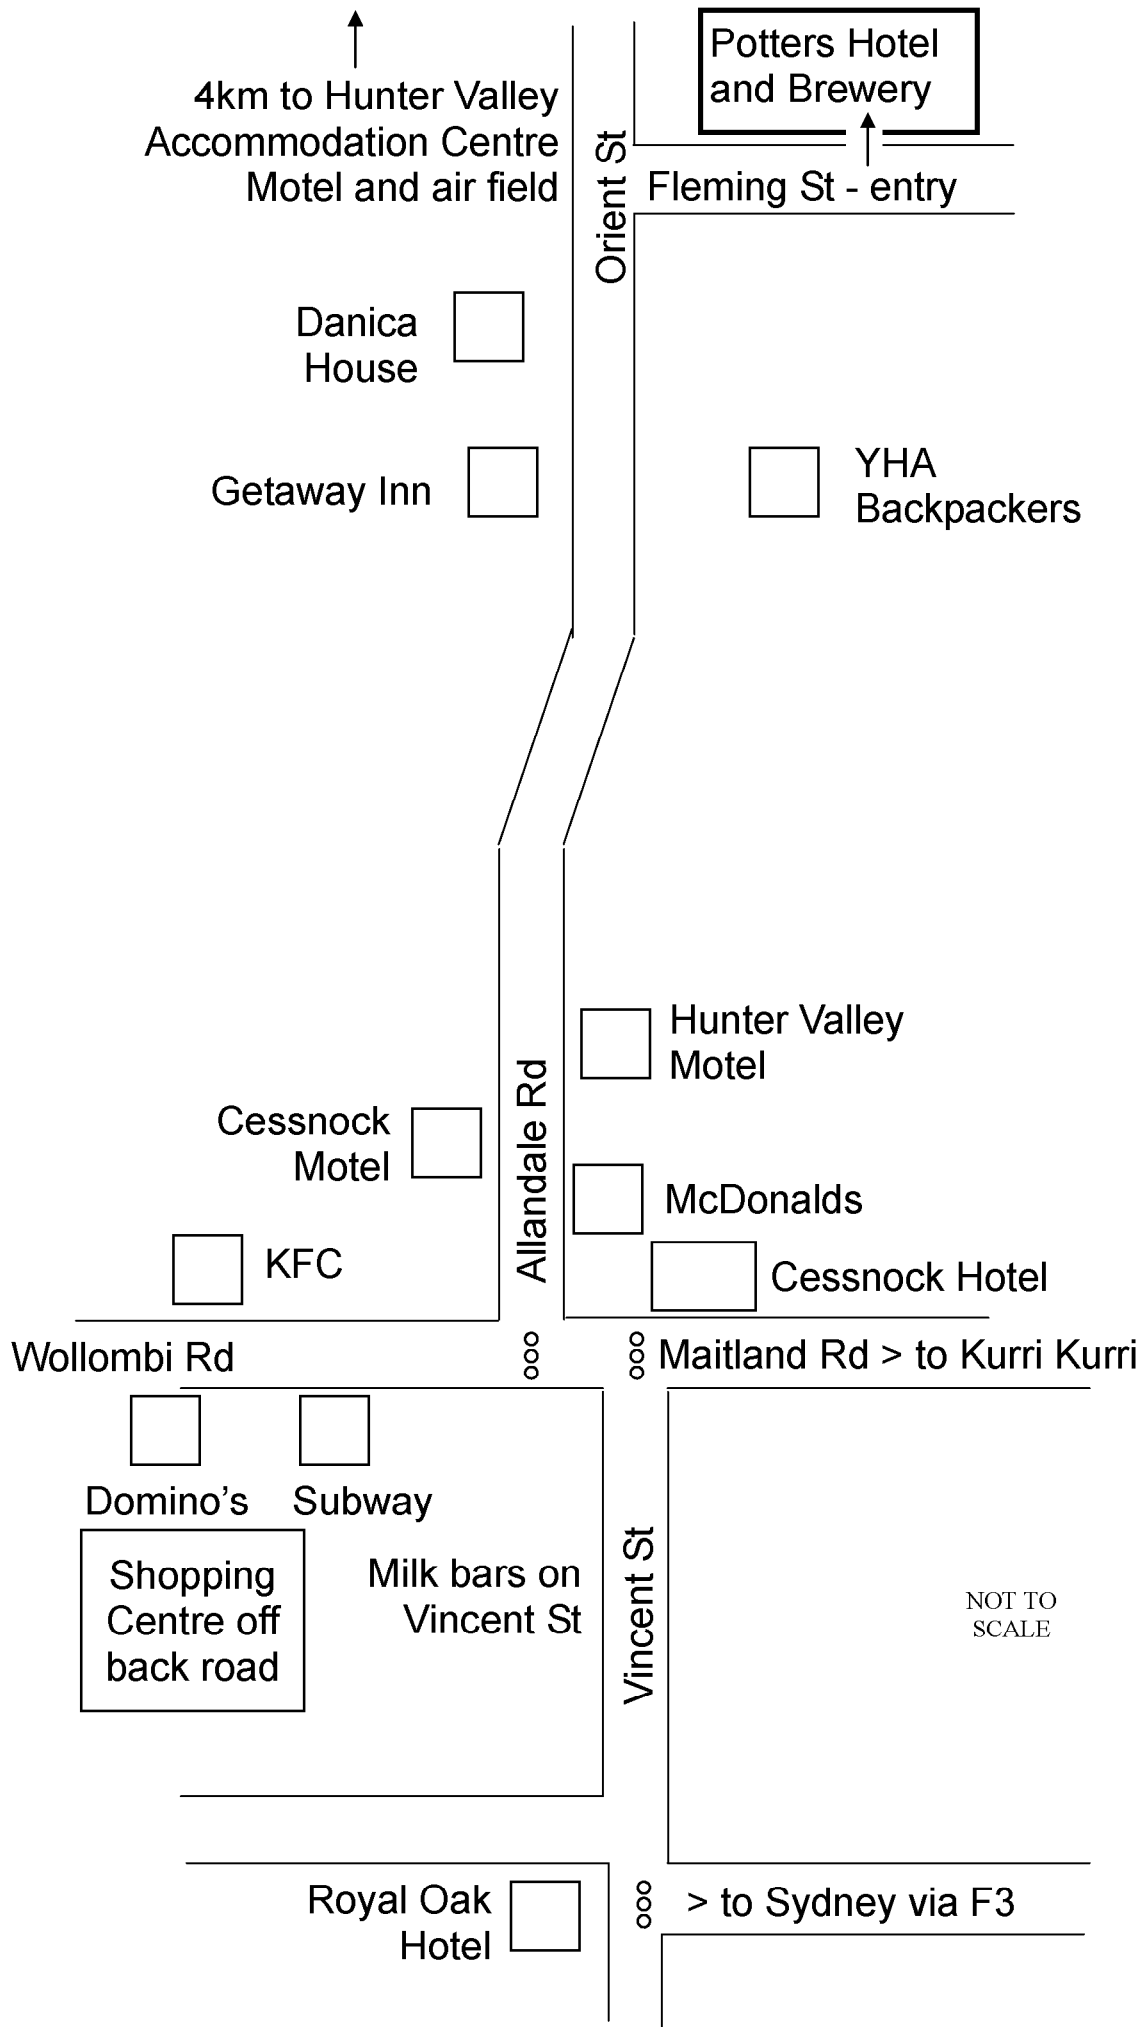 Potters Hotel
and Brewery
4km to Hunter Valley
Accommodation Centre
Motel and air field
Orient St
Fleming St - entry
Danica
House
Getaway Inn
YHA
Backpackers
Hunter Valley
Motel
Allandale Rd
Cessnock
Motel
McDonalds
KFC
Cessnock Hotel
Wollombi Rd
Maitland Rd > to Kurri Kurri
Domino’s
Subway
Shopping
Centre off
back road
Milk bars on
Vincent St
Vincent St
NOT TO
SCALE
Royal Oak
Hotel
> to Sydney via F3